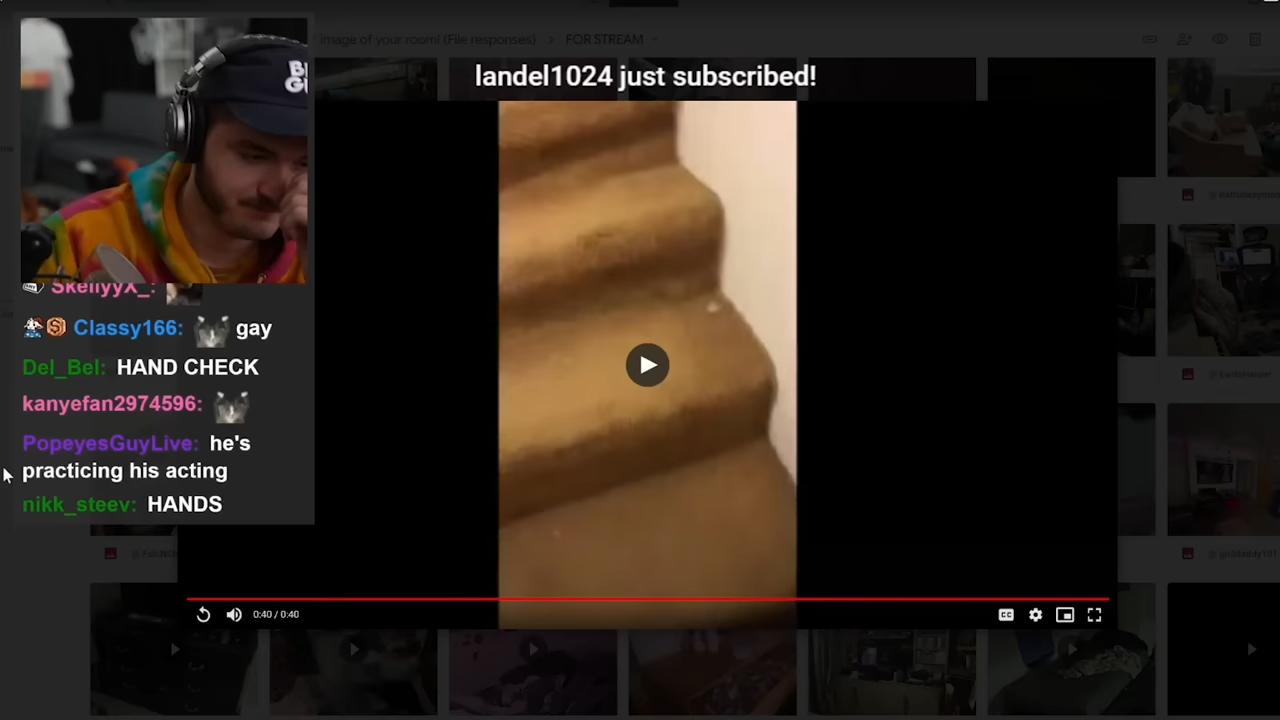 image of your room! (File responses) > FOR STREAM
landel1024 just subscribed!
SkellyyX_:
Classy166: gay
Del_Bel: HAND CHECK
kanyefan2974596:
PopeyesGuyLive: he's
practicing his acting
nikk_steev: HANDS
0:40 / 0:40
CC